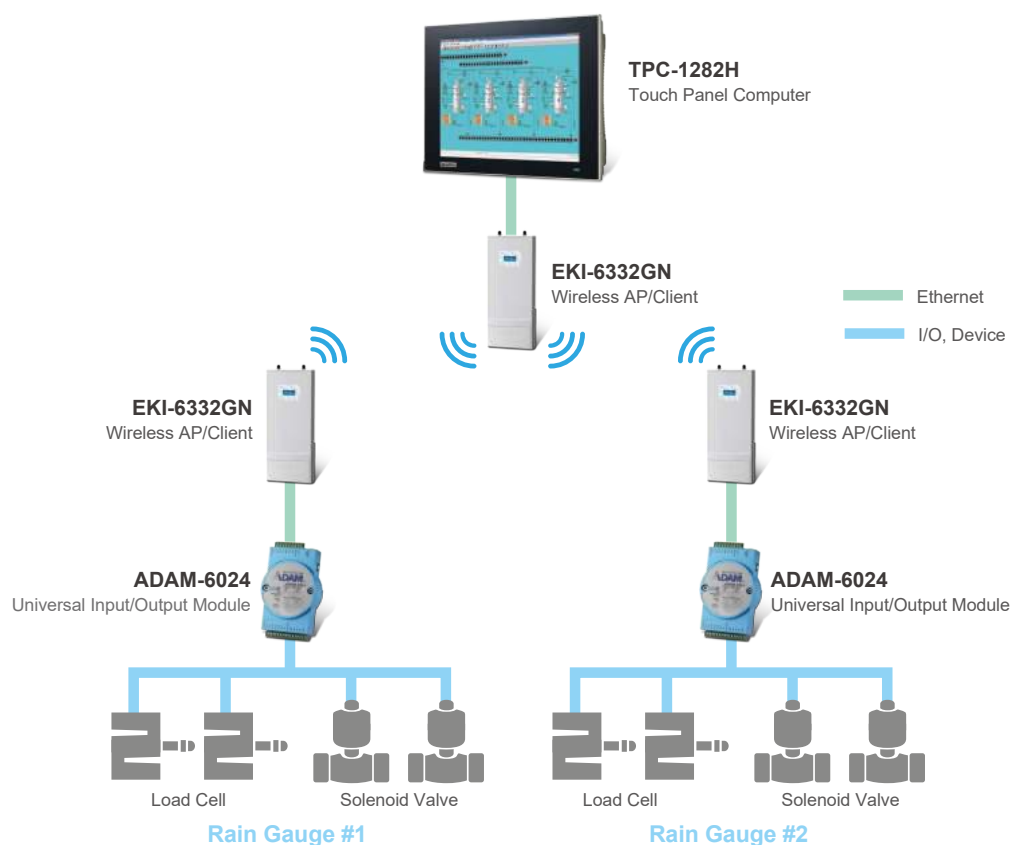 TPC-1282H
Touch Panel Computer
EKI-6332GN
Wireless AP/Client
Ethernet
I/O, Device
EKI-6332GN
Wireless AP/Client
EKI-6332GN
Wireless AP/Client
ADAM-6024
Universal Input/Output Module
ADAM
ADAM
ADAM-6024
Universal Input/Output Module
Load Cell
Solenoid Valve
Load Cell
Solenoid Valve
Rain Gauge #1
Rain Gauge #2